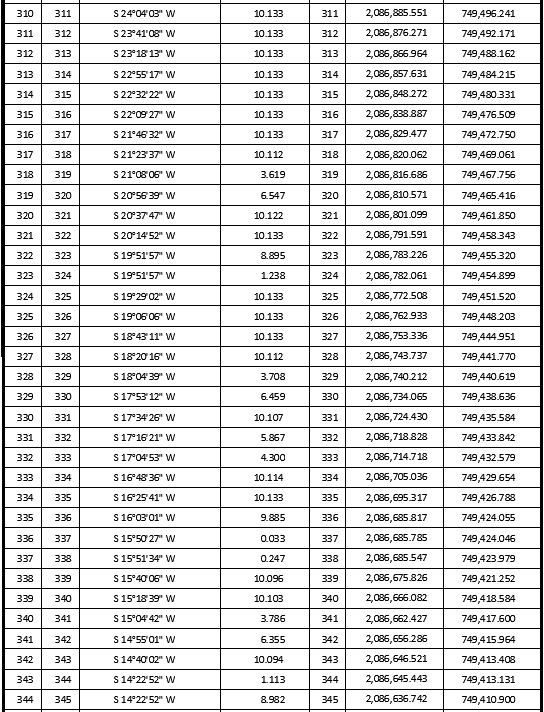 310 311 S 24°04'03" W 10.133 311 2,086,885.551 749,496.241
311 312 S 23°41'08" W 10.133 312 2,086,876.271 749,492.171
312 313 S 23°18'13" W 10.133 313 2,086,866.964 749,488.162
313 314 S 22°55'17" W 10.133 314 2,086,857.631 749,484.215
314 315 S 22°32'22" W 10.133 315 2,086,848.272 749,480.331
315 316 S 22°09'27" W 10.133 316 2,086,838.887 749,476.509
316 317 S 21°46'32" W 10.133 317 2,086,829.477 749,472.750
317 318 S 21°23'37" W 10.112 318 2,086,820.062 749,469.061
318 319 S 21°08'06" W 3.619 319 2,086,816.686 749,467.756
319 320 S 20°56'39" W 6.547 320 2,086,810.571 749,465.416
320 321 S 20°37'47" W 10.122 321 2,086,801.099 749,461.850
321 322 S 20°14'52" W 10.133 322 2,086,791.591 749,458.343
322 323 S 19°51'57" W 8.895 323 2,086,783.226 749,455.320
323 324 S 19°51'57" W 1.238 324 2,086,782.061 749,454.899
324 325 S 19°29'02" W 10.133 325 2,086,772.508 749,451.520
325 326 S 19°06'06" W 10.133 326 2,086,762.933 749,448.203
326 327 S 18°43'11" W 10.133 327 2,086,753.336 749,444.951
327 328 S 18°20'16" W 10.112 328 2,086,743.737 749,441.770
328 329 S 18°04'39" W 3.708 329 2,086,740.212 749,440.619
329 330 S 17°53'12" W 6.459 330 2,086,734.065 749,438.636
330 331 S 17°34'26" W 10.107 331 2,086,724.430 749,435.584
331 332 S 17°16'21" W 5.867 332 2,086,718.828 749,433.842
332 333 S 17°04'53" W 4.300 333 2,086,714.718 749,432.579
333 334 S 16°48'36" W 10.114 334 2,086,705.036 749,429.654
334 335 S 16°25'41" W 10.133 335 2,086,695.317 749,426.788
335 336 S 16°03'01" W 9.885 336 2,086,685.817 749,424.055
336 337 S 15°50'27" W 0.033 337 2,086,685.785 749,424.046
337 338 S 15°51'34" W 0.247 338 2,086,685.547 749,423.979
338 339 S 15°40'06" W 10.096 339 2,086,675.826 749,421.252
339 340 S 15°18'39" W 10.103 340 2,086,666.082 749,418.584
340 341 S 15°04'42" W 3.786 341 2,086,662.427 749,417.600
341 342 S 14°55'01" W 6.355 342 2,086,656.286 749,415.964
342 343 S 14°40'02" W 10.094 343 2,086,646.521 749,413.408
343 344 S 14°22'52" W 1.113 344 2,086,645.443 749,413.131
344 345 S 14°22'52" W 8.982 345 2,086,636.742 749,410.900